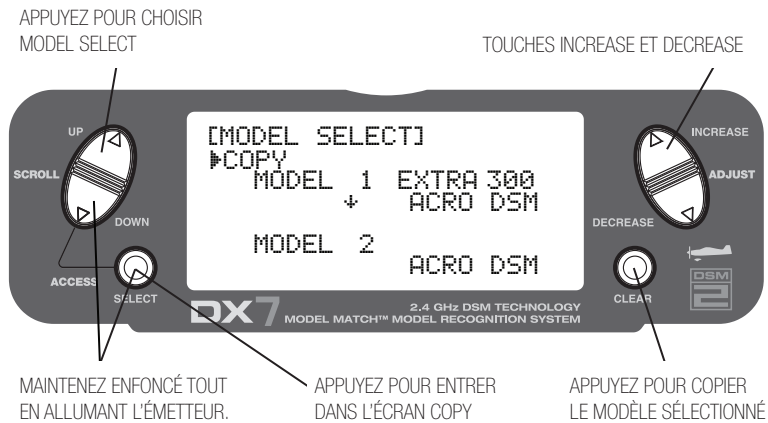 APPUYEZ POUR CHOISIR
MODEL SELECT
TOUCHES INCREASE ET DECREASE
UP
SCROLL
DOWN
ACCESS
SELECT
[MODEL SELECT]
COPY
MODEL 1 EXTRA 300
ACRO DSM
MODEL 2
ACRO DSM
INCREASE
ADJUST
DECREASE
CLEAR
DSM
2
DX7
2.4 GHz DSM TECHNOLOGY
MODEL MATCH™ MODEL RECOGNITION SYSTEM
MAINTENEZ ENFONCÉ TOUT
EN ALLUMANT L'ÉMETTEUR.
APPUYEZ POUR ENTRER
DANS L'ÉCRAN COPY
APPUYEZ POUR COPIER
LE MODÈLE SÉLECTIONNÉ